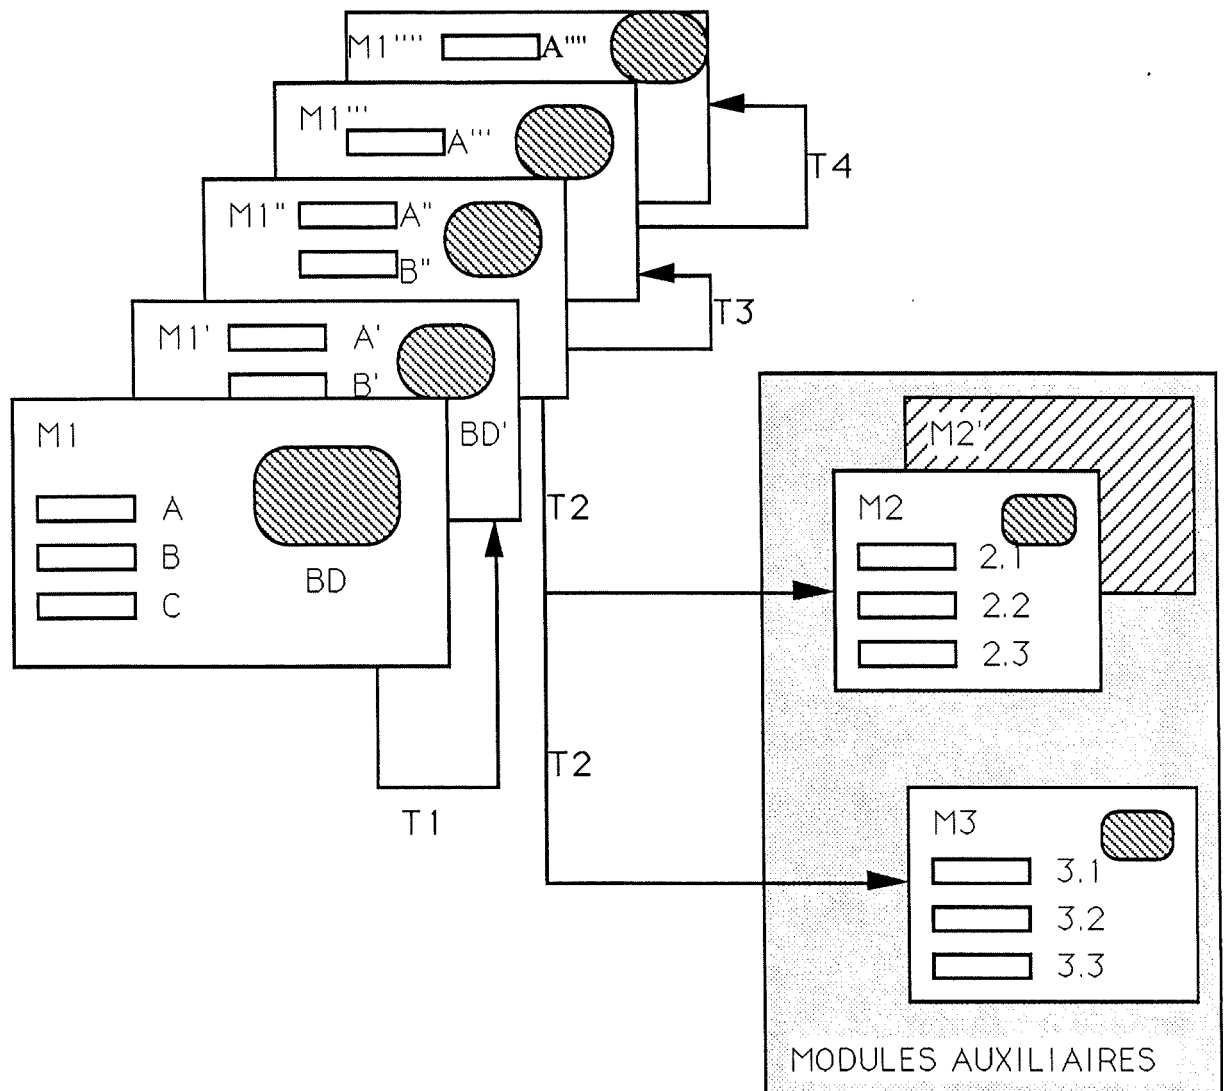 M1'''' A''''
M1'''
A'''
T4
M1" A"
B"
T3
M1' A'
B'
BD'
M1
A
B
C
BD
T2
T1
T2
M2'
M2
2.1
2.2
2.3
M3
3.1
3.2
3.3
MODULES AUXILIAIRES